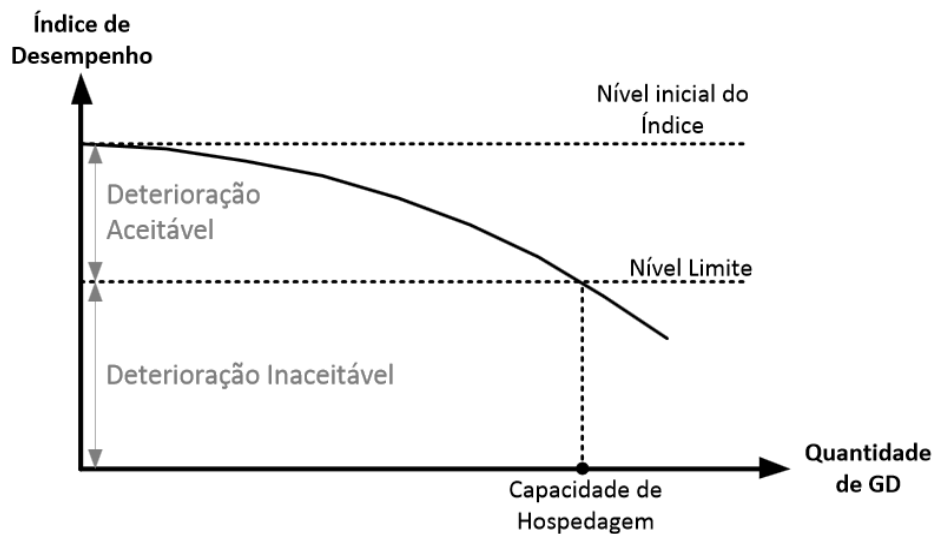 Índice de
Desempenho
Nível inicial do
Índice
Deterioração
Aceitável
Nível Limite
Deterioração Inaceitável
Quantidade
de GD
Capacidade de
Hospedagem